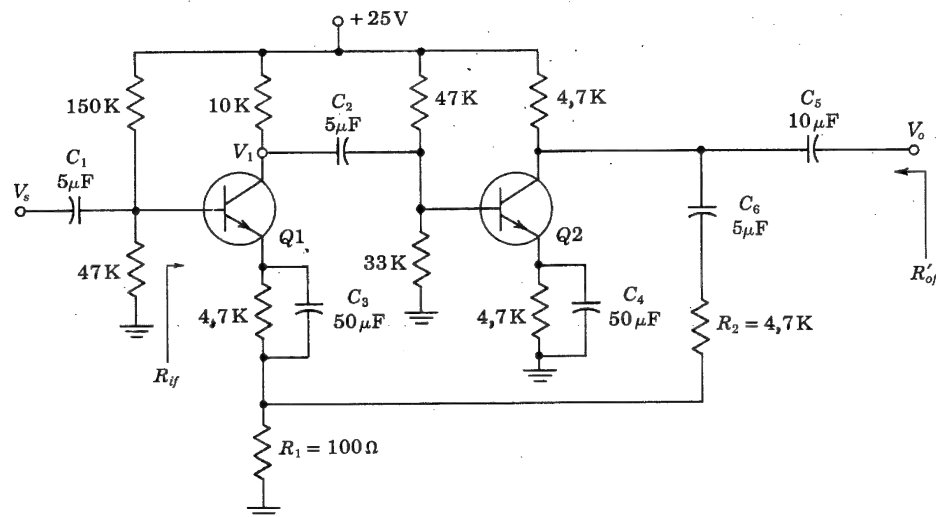 +25V
150K
10K
C₂
5μF
47K
4,7K
C₅
10μF
V₁
Vₒ
C₁
5μF
Vₛ
Q1
Q2
C₆
5μF
47K
33K
R'ₒf
4,7K
C₃
50μF
4,7K
C₄
50μF
R₂ = 4,7K
Rᵢf
R₁ = 100Ω